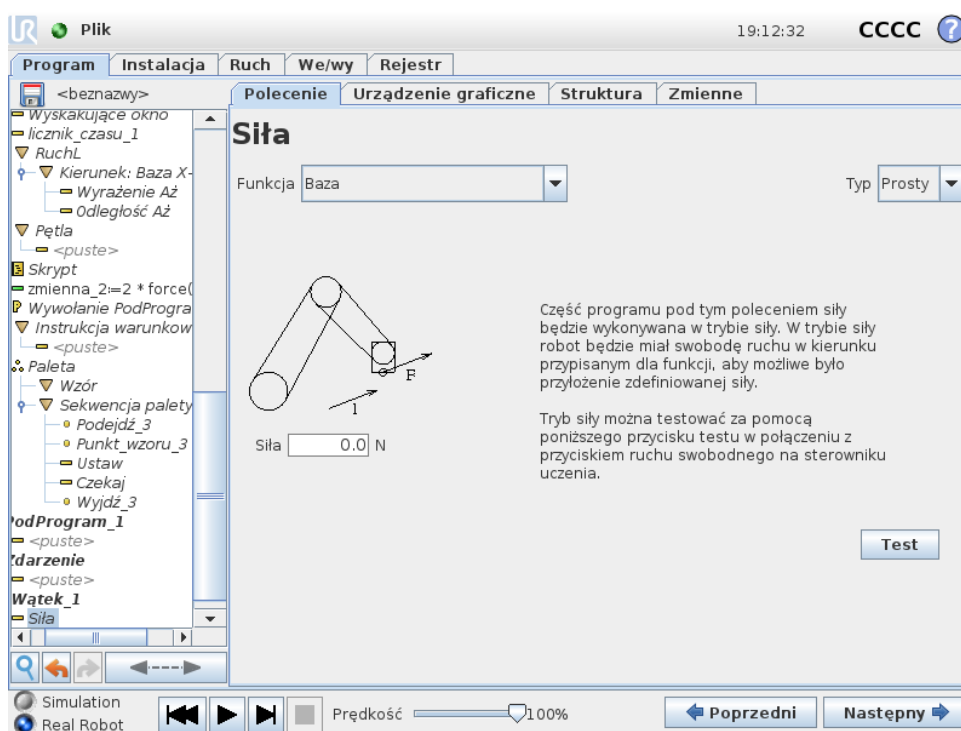 UR Plik 19:12:32 CCCC ?
Program Instalacja Ruch We/wy Rejestr
<beznazwy>
Polecenie Urządzenie graficzne Struktura Zmienne
Wyskakujące okno
licznik_czasu_1
RuchL
Kierunek: Baza X-
Wyrażenie Aż
Odległość Aż
Pętla
<puste>
Skrypt
zmienna_2:=2 * force(
P Wywołanie PodProgra
Instrukcja warunkow
<puste>
Paleta
Wzór
Sekwencja palety
Podejdź_3
Punkt_wzoru_3
Ustaw
Czekaj
Wyjdź_3
PodProgram_1
<puste>
Zdarzenie
<puste>
Wątek_1
Siła
Siła
Funkcja Baza
Typ Prosty
F
1
Siła 0.0 N
Część programu pod tym poleceniem siły
będzie wykonywana w trybie siły. W trybie siły
robot będzie miał swobodę ruchu w kierunku
przypisanym dla funkcji, aby możliwe było
przyłożenie zdefiniowanej siły.
Tryb siły można testować za pomocą
poniższego przycisku testu w połączeniu z
przyciskiem ruchu swobodnego na sterowniku
uczenia.
Test
Simulation
Real Robot
Prędkość 100%
Poprzedni
Następny